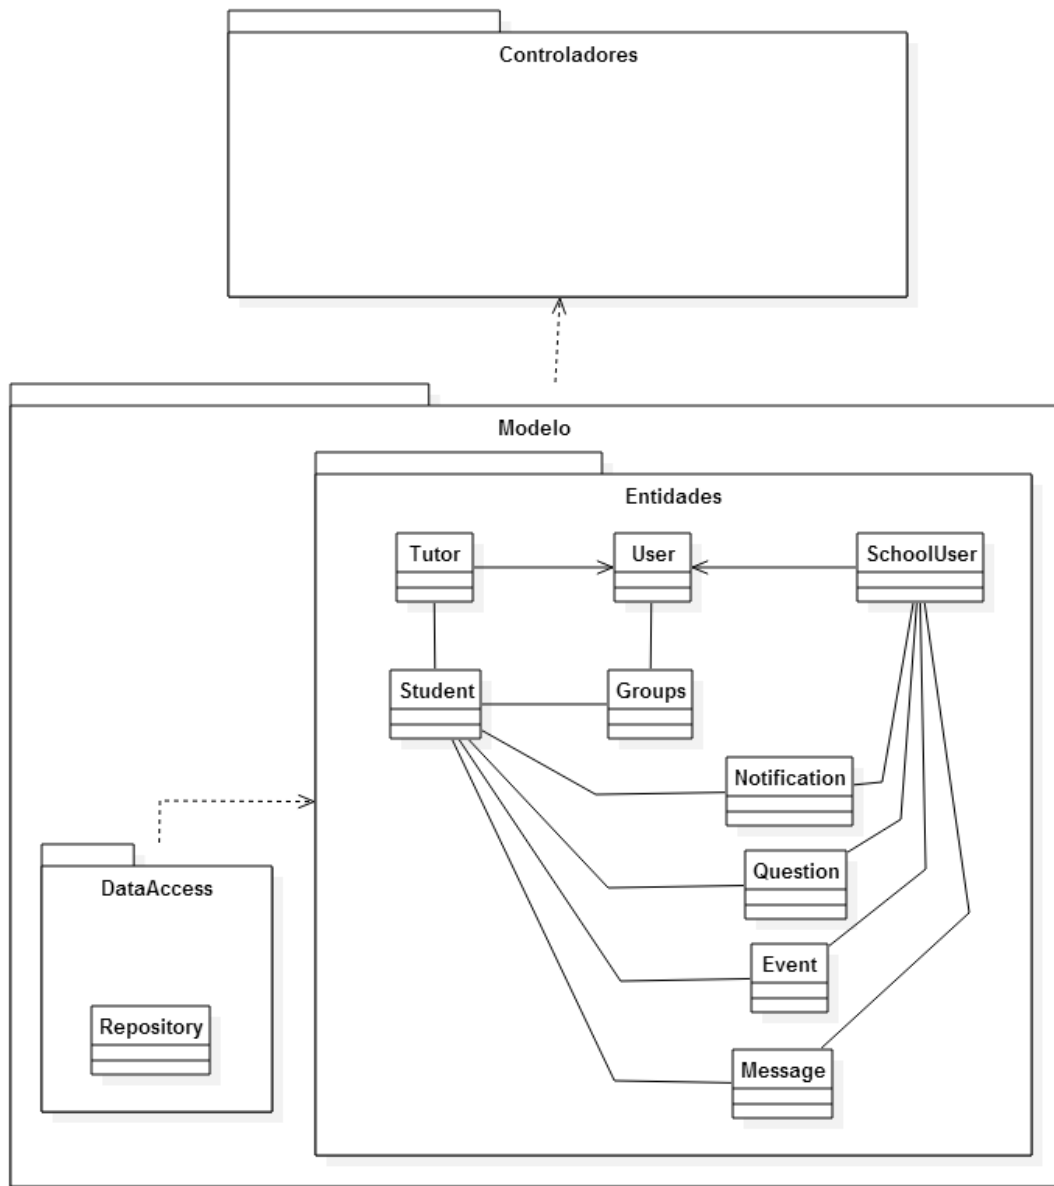 Controladores
Modelo
Entidades
Tutor
User
SchoolUser
Student
Groups
Notification
Question
Event
Message
DataAccess
Repository